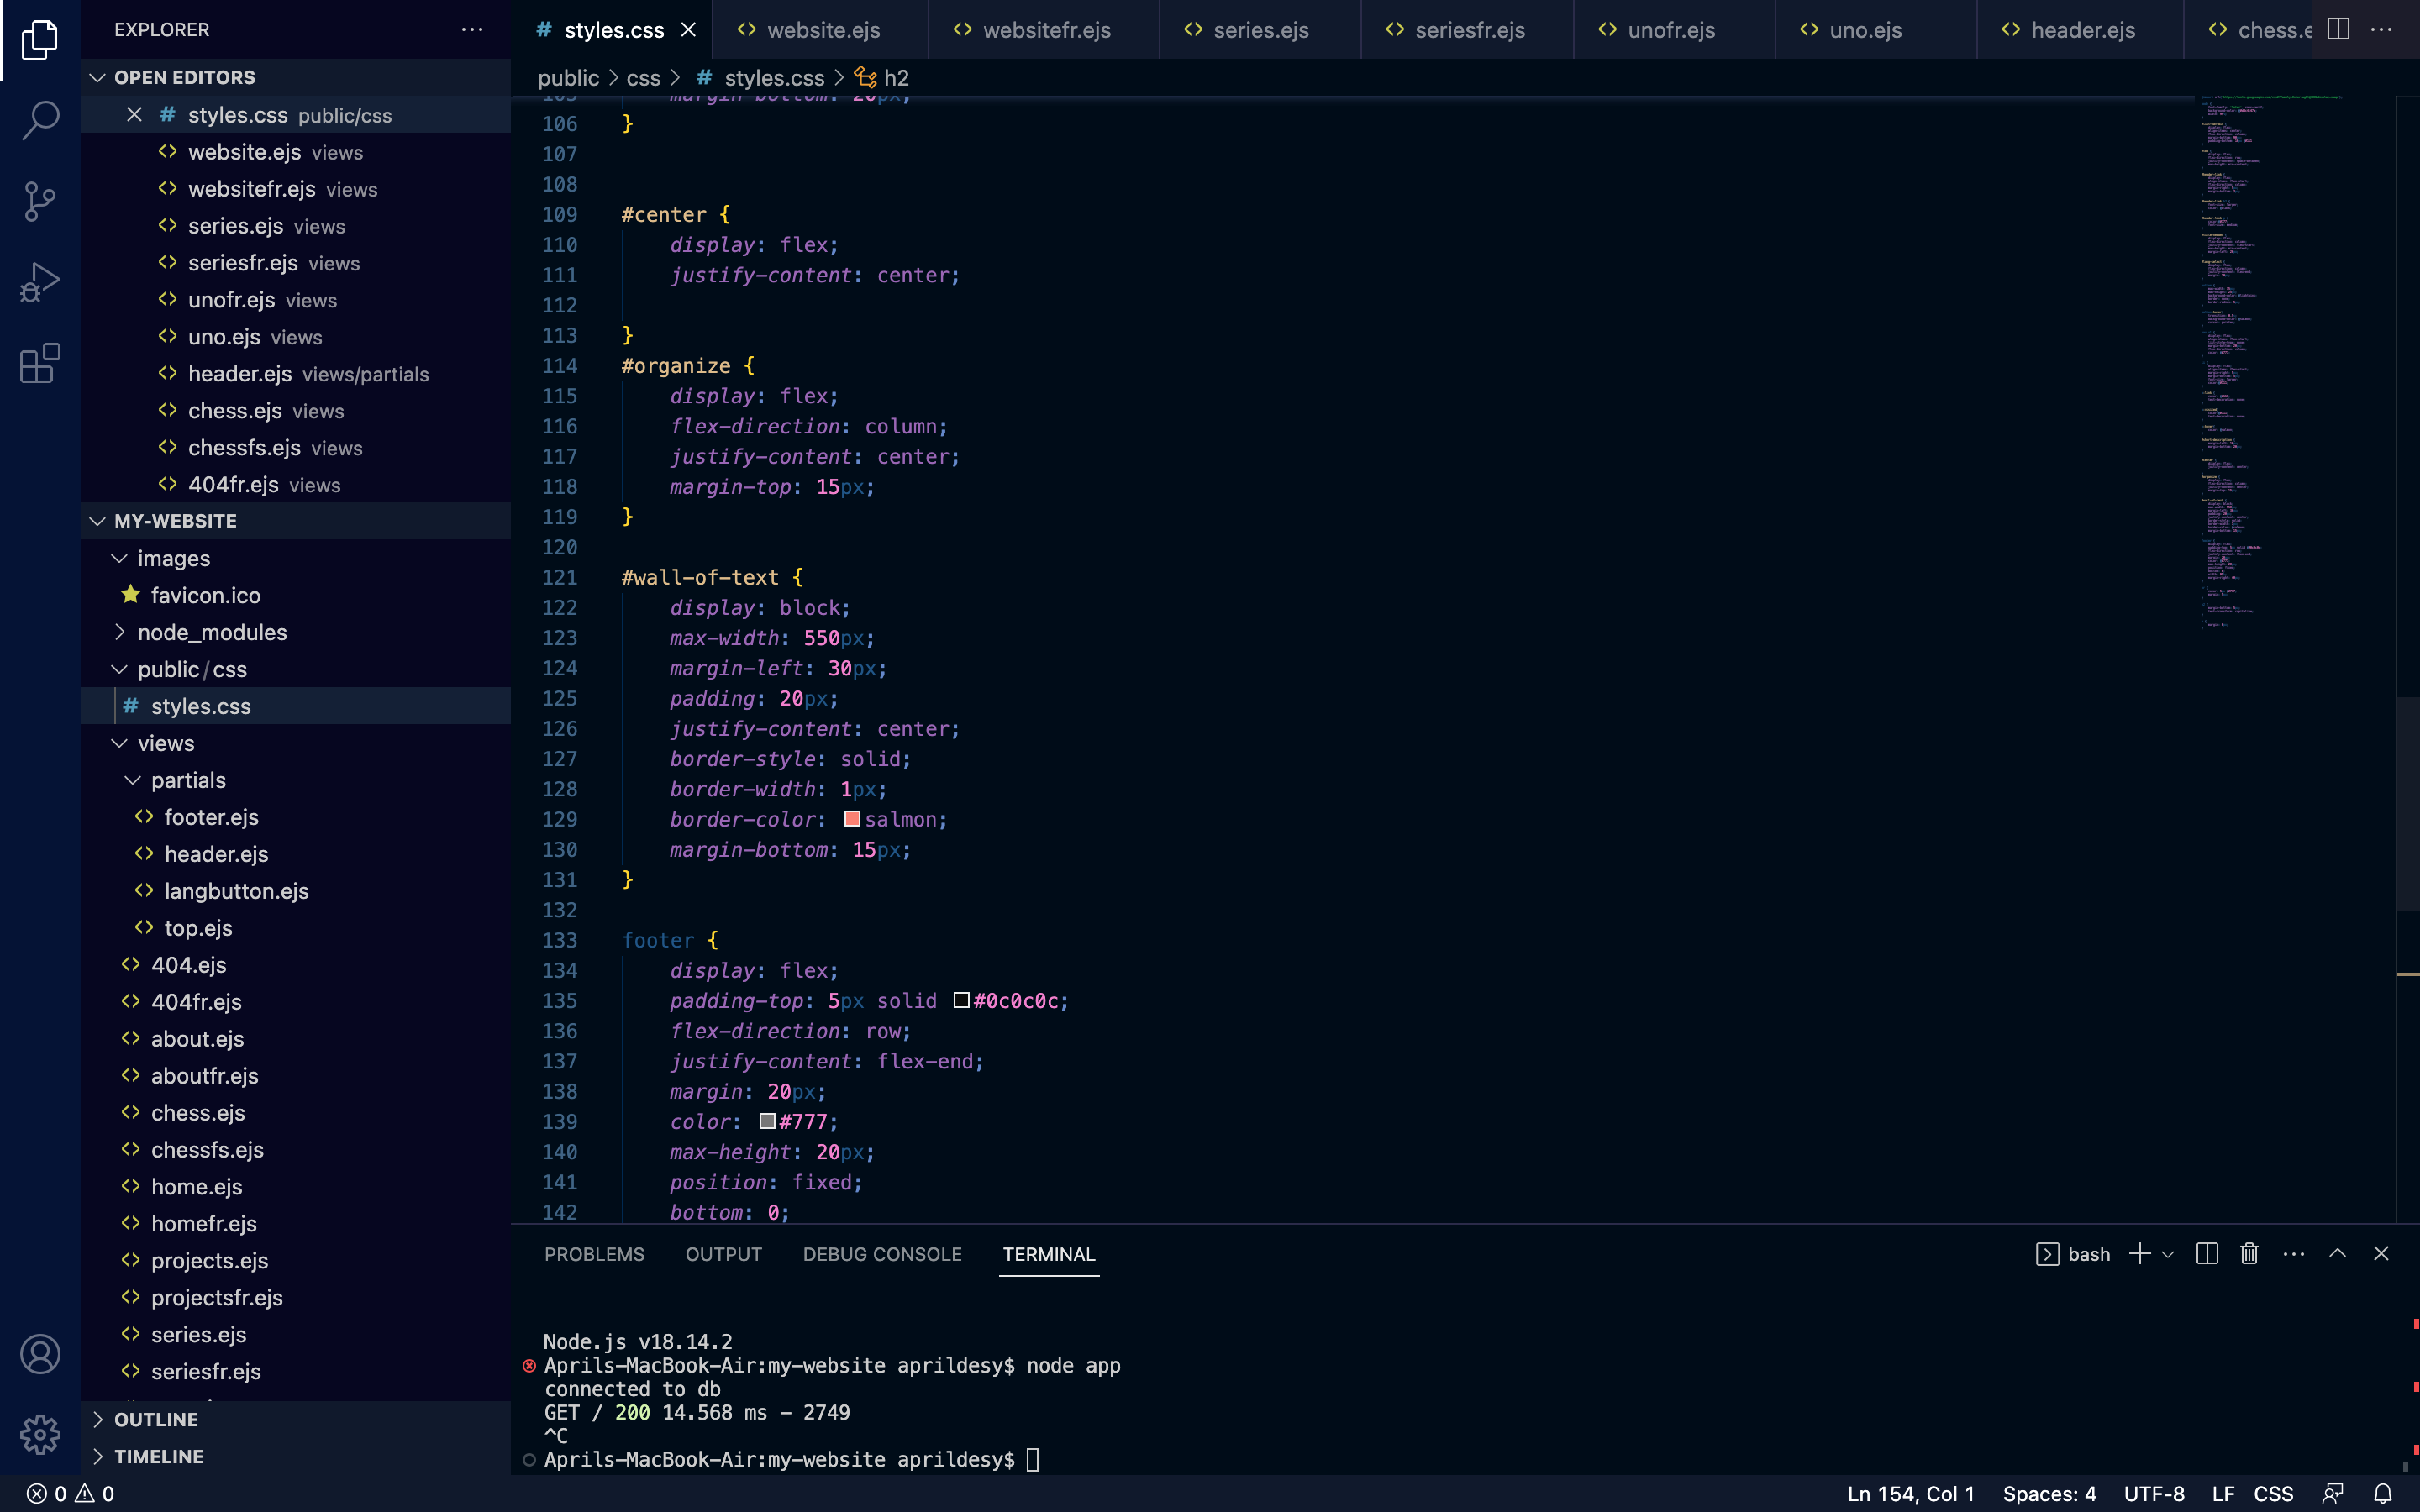 EXPLORER
OPEN EDITORS
styles.css public/css
website.ejs views
websitefr.ejs views
series.ejs views
seriesfr.ejs views
unofr.ejs views
uno.ejs views
header.ejs views/partials
chess.ejs views
chessfs.ejs views
404fr.ejs views
MY-WEBSITE
images
favicon.ico
node_modules
public/css
styles.css
views
partials
footer.ejs
header.ejs
langbutton.ejs
top.ejs
404.ejs
404fr.ejs
about.ejs
aboutfr.ejs
chess.ejs
chessfs.ejs
home.ejs
homefr.ejs
projects.ejs
projectsfr.ejs
series.ejs
seriesfr.ejs
OUTLINE
TIMELINE
# styles.css website.ejs websitefr.ejs series.ejs seriesfr.ejs unofr.ejs uno.ejs header.ejs chess.e
public > css > # styles.css > h2
105 margin-bottom: 20px;
106 }
107
108
109 #center {
110 display: flex;
111 justify-content: center;
112
113 }
114 #organize {
115 display: flex;
116 flex-direction: column;
117 justify-content: center;
118 margin-top: 15px;
119 }
120
121 #wall-of-text {
122 display: block;
123 max-width: 550px;
124 margin-left: 30px;
125 padding: 20px;
126 justify-content: center;
127 border-style: solid;
128 border-width: 1px;
129 border-color: salmon;
130 margin-bottom: 15px;
131 }
132
133 footer {
134 display: flex;
135 padding-top: 5px solid #0c0c0c;
136 flex-direction: row;
137 justify-content: flex-end;
138 margin: 20px;
139 color: #777;
140 max-height: 20px;
141 position: fixed;
142 bottom: 0;
PROBLEMS OUTPUT DEBUG CONSOLE TERMINAL
bash
Node.js v18.14.2
Aprils-MacBook-Air:my-website aprildesy$ node app
connected to db
GET / 200 14.568 ms - 2749
^C
Aprils-MacBook-Air:my-website aprildesy$
0 0
Ln 154, Col 1 Spaces: 4 UTF-8 LF CSS